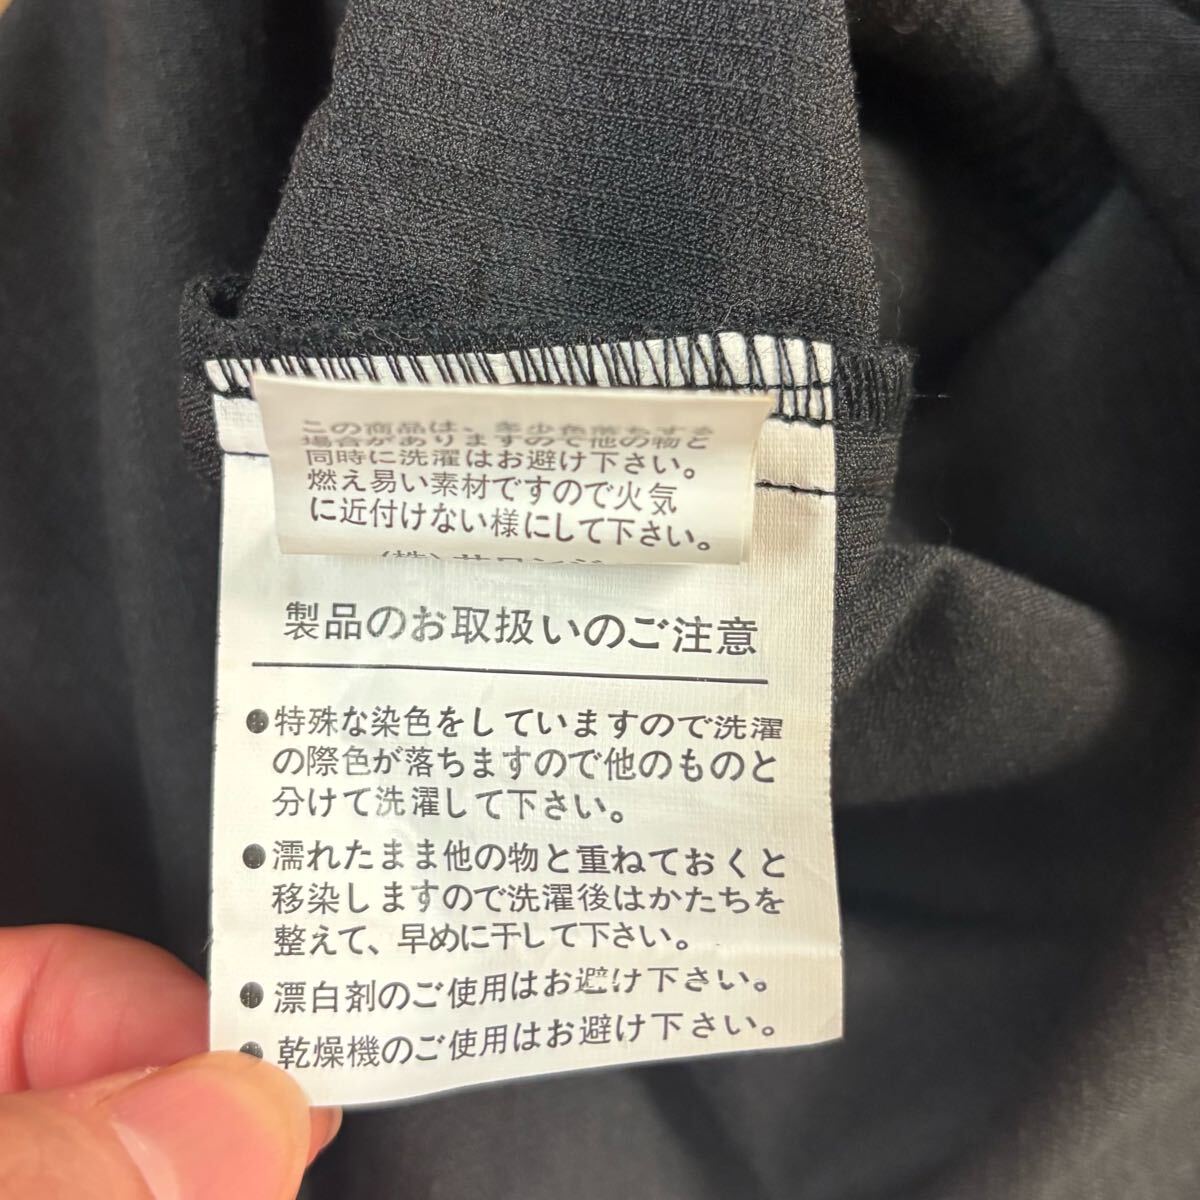 この商品は、多少色落ちする
場合がありますので他の物と
同時に洗濯はお避け下さい。
燃え易い素材ですので火気
に近付けない様にして下さい。
製品のお取扱いのご注意
●特殊な染色をしていますので洗濯
の際色が落ちますので他のものと
分けて洗濯して下さい。
●濡れたまま他の物と重ねておくと
移染しますので洗濯後はかたちを
整えて、早めに干して下さい。
●漂白剤のご使用はお避け下さい。
●乾燥機のご使用はお避け下さい。